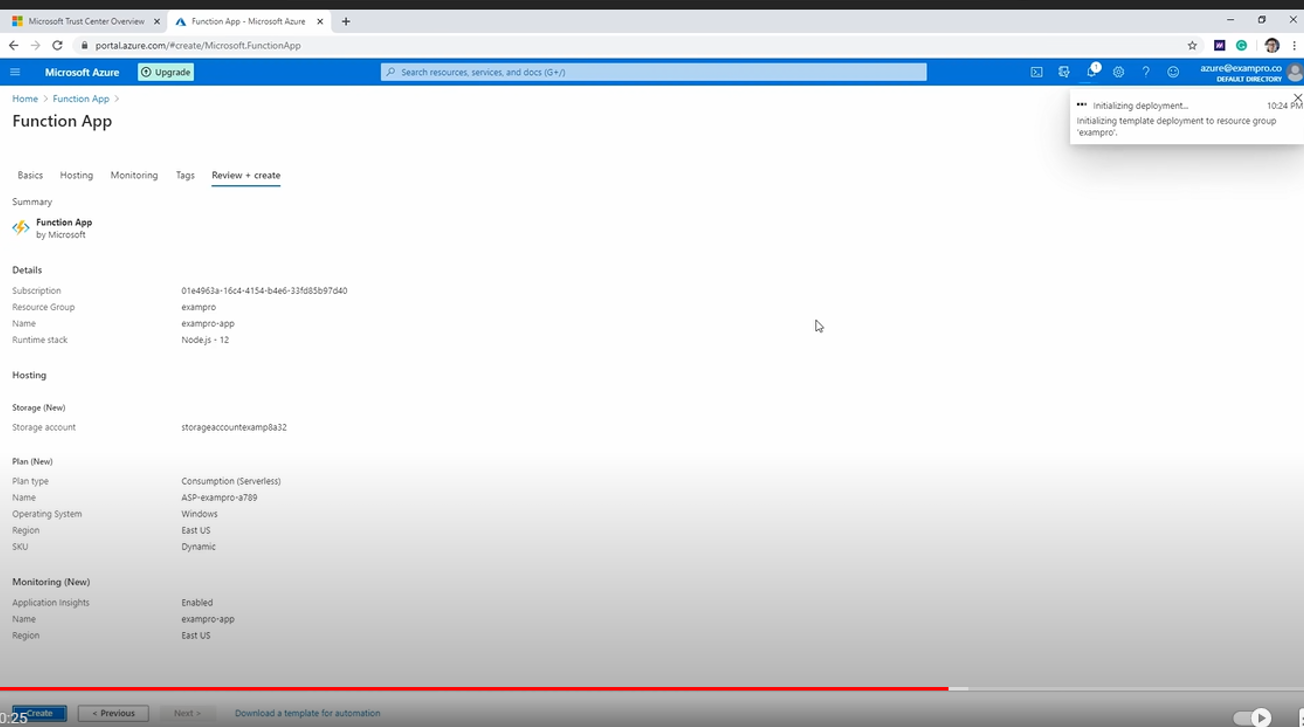 Microsoft Trust Center Overview
Function App - Microsoft Azure
portal.azure.com/#create/Microsoft.FunctionApp
Microsoft Azure
Upgrade
Search resources, services, and docs (G+/)
1
azure@exampro.co
DEFAULT DIRECTORY
Home > Function App >
Initializing deployment...
10:24 PM
Initializing template deployment to resource group
'exampro'.
Function App
Basics Hosting Monitoring Tags Review + create
Summary
Function App
by Microsoft
Details
Subscription 01e4963a-16c4-4154-b4e6-33fd85b97d40
Resource Group exampro
Name exampro-app
Runtime stack Node.js - 12
Hosting
Storage (New)
Storage account storageaccountexamp8a32
Plan (New)
Plan type Consumption (Serverless)
Name ASP-exampro-a789
Operating System Windows
Region East US
SKU Dynamic
Monitoring (New)
Application Insights Enabled
Name exampro-app
Region East US
0:25
Create
< Previous
Next >
Download a template for automation